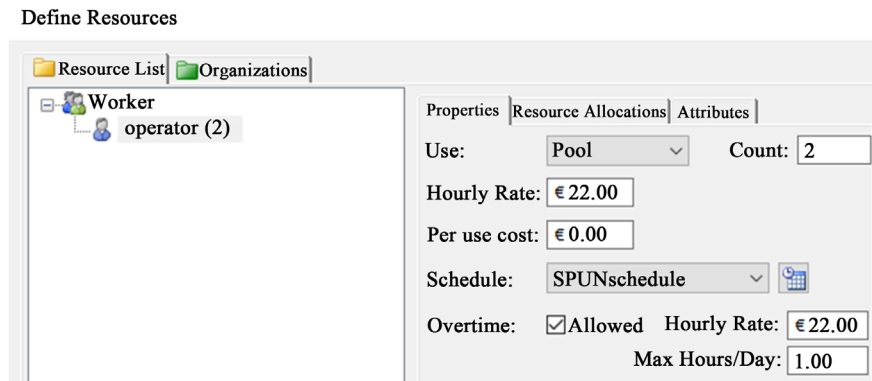 Define Resources
Resource List Organizations
Worker
operator (2)
Properties Resource Allocations Attributes
Use: Pool Count: 2
Hourly Rate: €22.00
Per use cost: €0.00
Schedule: SPUNschedule
Overtime: Allowed Hourly Rate: €22.00
Max Hours/Day: 1.00